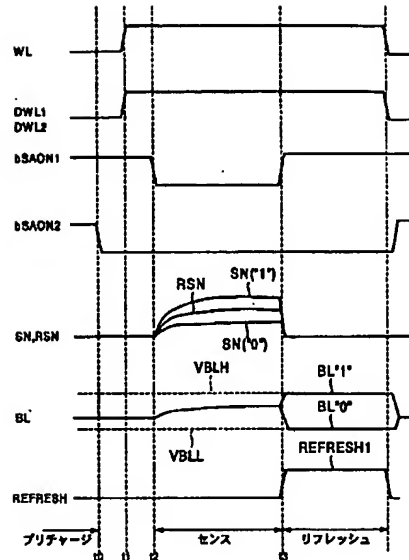 WL
DWL1
DWL2
bSAON1
bSAON2
RSN
SN("1")
SN,RSN
SN("0")
VBLH
BL"1"
BL
BL"0"
VBLL
REFRESH1
REFRESH
プリチャージ
センス
リフレッシュ
t0
t1
t2
t3